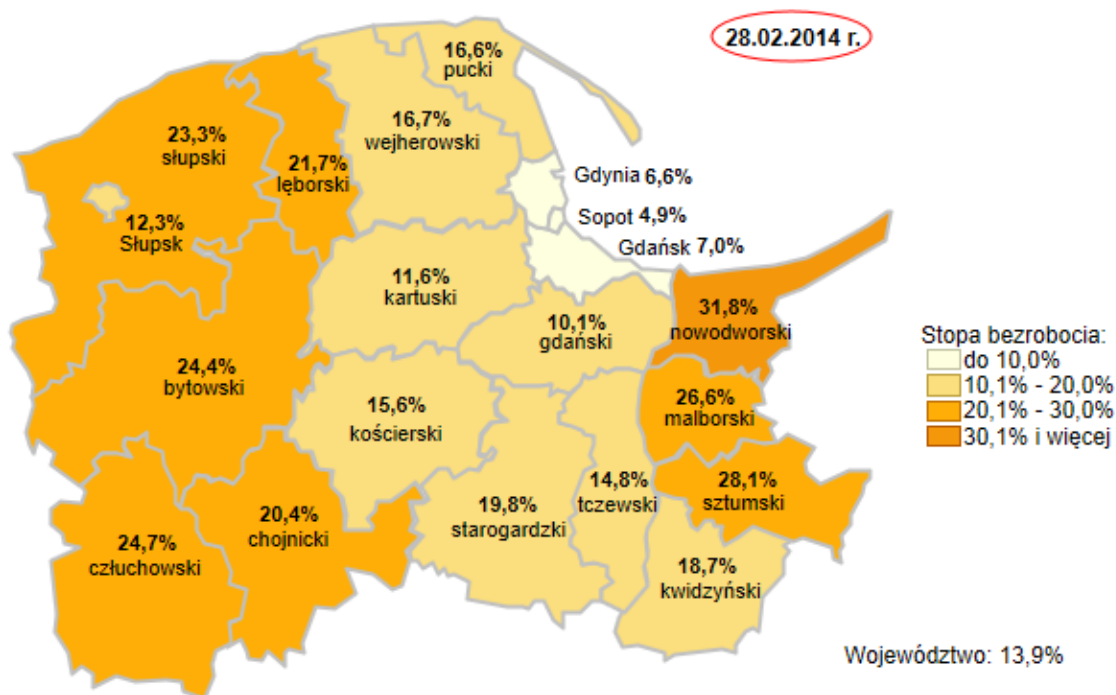 28.02.2014 r.
16,6%
pucki
16,7%
wejherowski
23,3%
słupski
21,7%
lęborski
Gdynia 6,6%
12,3%
Słupsk
Sopot 4,9%
Gdańsk 7,0%
11,6%
kartuski
31,8%
nowodworski
10,1%
gdański
Stopa bezrobocia:
do 10,0%
10,1% - 20,0%
20,1% - 30,0%
30,1% i więcej
24,4%
bytowski
15,6%
kościerski
26,6%
malborski
14,8%
tczewski
28,1%
sztumski
19,8%
starogardzki
20,4%
chojnicki
24,7%
człuchowski
18,7%
kwidzyński
Województwo: 13,9%